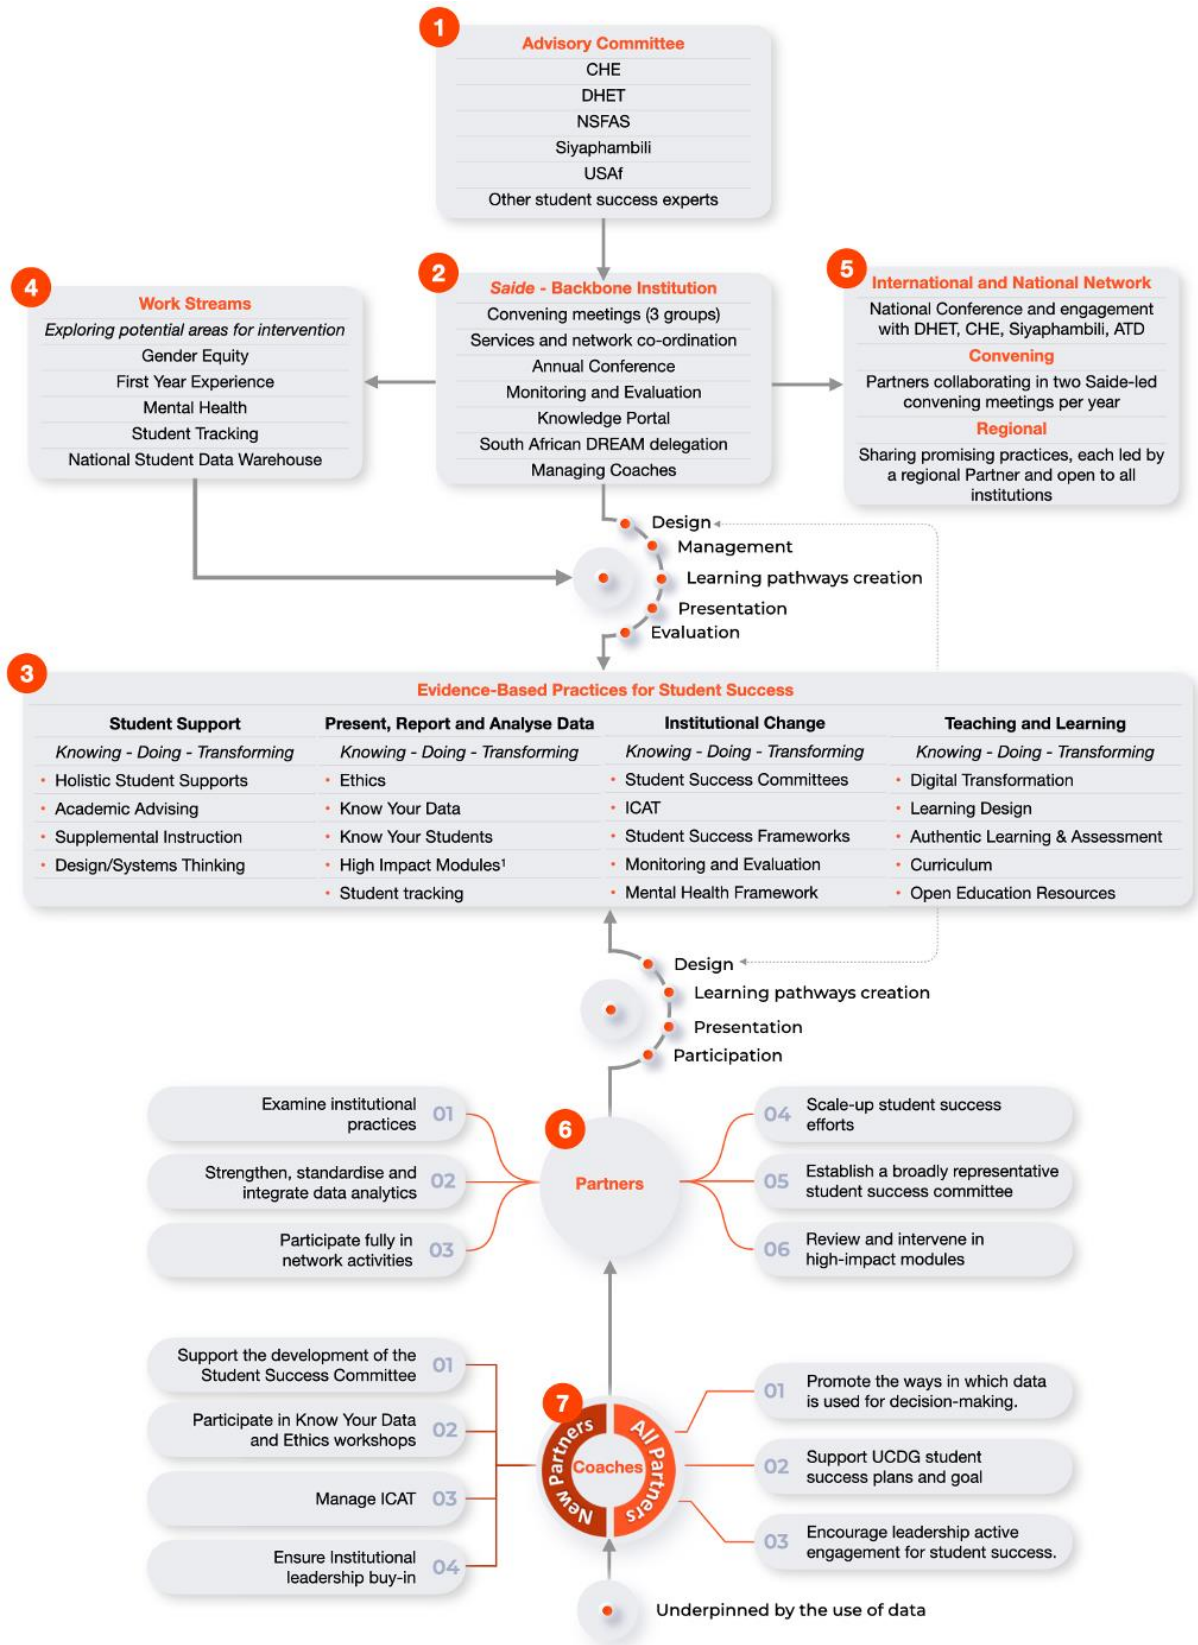 1
Advisory Committee
CHE
DHET
NSFAS
Siyaphambili
USAf
Other student success experts
4
Work Streams
Exploring potential areas for intervention
Gender Equity
First Year Experience
Mental Health
Student Tracking
National Student Data Warehouse
2
Saide - Backbone Institution
Convening meetings (3 groups)
Services and network co-ordination
Annual Conference
Monitoring and Evaluation
Knowledge Portal
South African DREAM delegation
Managing Coaches
5
International and National Network
National Conference and engagement
with DHET, CHE, Siyaphambili, ATD
Convening
Partners collaborating in two Saide-led
convening meetings per year
Regional
Sharing promising practices, each led by
a regional Partner and open to all
institutions
Design
Management
Learning pathways creation
Presentation
Evaluation
3
Evidence-Based Practices for Student Success
Student Support
Knowing - Doing - Transforming
• Holistic Student Supports
• Academic Advising
• Supplemental Instruction
• Design/Systems Thinking
Present, Report and Analyse Data
Knowing - Doing - Transforming
• Ethics
• Know Your Data
• Know Your Students
• High Impact Modules¹
• Student tracking
Institutional Change
Knowing - Doing - Transforming
• Student Success Committees
• ICAT
• Student Success Frameworks
• Monitoring and Evaluation
• Mental Health Framework
Teaching and Learning
Knowing - Doing - Transforming
• Digital Transformation
• Learning Design
• Authentic Learning & Assessment
• Curriculum
• Open Education Resources
Design
Learning pathways creation
Presentation
Participation
6
Partners
Examine institutional
practices
01
Strengthen, standardise and
integrate data analytics
02
Participate fully in
network activities
03
04
Scale-up student success
efforts
05
Establish a broadly representative
student success committee
06
Review and intervene in
high-impact modules
7
New Partners
All Partners
Coaches
Support the development of the
Student Success Committee
01
Participate in Know Your Data
and Ethics workshops
02
Manage ICAT
03
Ensure Institutional
leadership buy-in
04
01
Promote the ways in which data
is used for decision-making.
02
Support UCDG student
success plans and goal
03
Encourage leadership active
engagement for student success.
Underpinned by the use of data